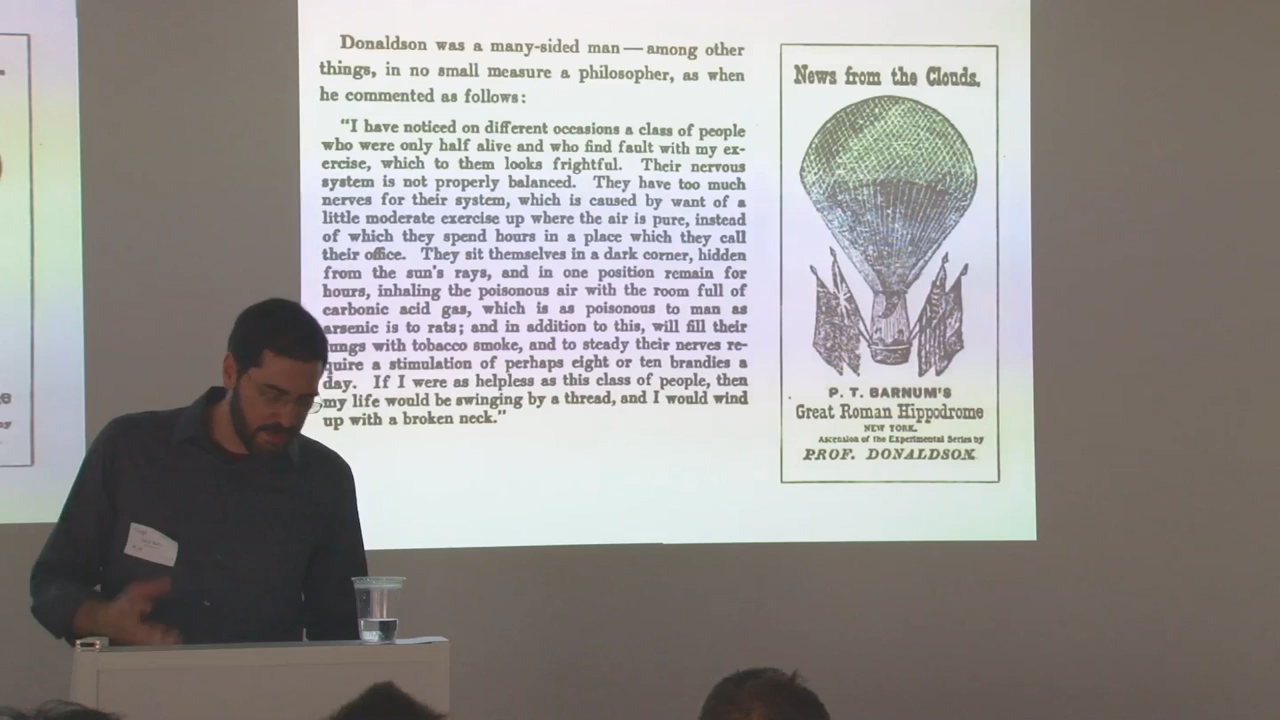 Donaldson was a many-sided man — among other
things, in no small measure a philosopher, as when
he commented as follows:
"I have noticed on different occasions a class of people
who were only half alive and who find fault with my ex-
ercise, which to them looks frightful. Their nervous
system is not properly balanced. They have too much
nerves for their system, which is caused by want of a
little moderate exercise up where the air is pure, instead
of which they spend hours in a place which they call
their office. They sit themselves in a dark corner, hidden
from the sun's rays, and in one position remain for
hours, inhaling the poisonous air with the room full of
carbonic acid gas, which is as poisonous to man as
arsenic is to rats; and in addition to this, will fill their
lungs with tobacco smoke, and to steady their nerves re-
quire a stimulation of perhaps eight or ten brandies a
day. If I were as helpless as this class of people, then
my life would be swinging by a thread, and I would wind
up with a broken neck."
News from the Clouds.
P. T. BARNUM'S
Great Roman Hippodrome
NEW YORK.
Ascension of the Experimental Series by
PROF. DONALDSON.